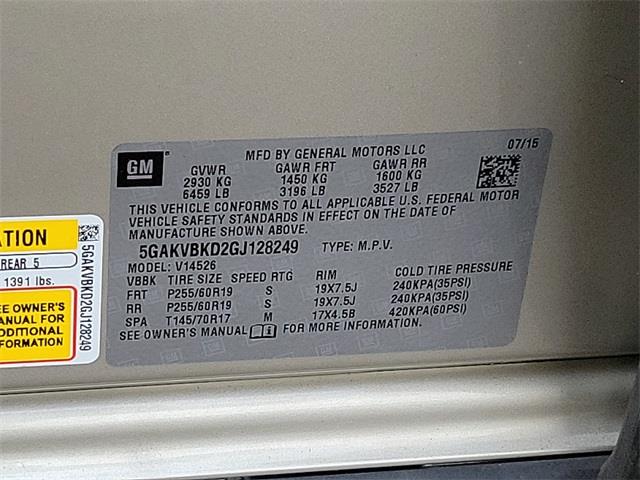 GM
MFD BY GENERAL MOTORS LLC
07/15
GVWR GAWR FRT GAWR RR
2930 KG 1450 KG 1600 KG
6459 LB 3196 LB 3527 LB
THIS VEHICLE CONFORMS TO ALL APPLICABLE U.S. FEDERAL MOTOR
VEHICLE SAFETY STANDARDS IN EFFECT ON THE DATE OF
MANUFACTURE SHOWN ABOVE.
5GAKVBKD2GJ128249 TYPE: M.P.V.
MODEL: V14526
VBBK TIRE SIZE SPEED RTG RIM COLD TIRE PRESSURE
FRT P255/60R19 S 19X7.5J 240KPA(35PSI)
RR P255/60R19 S 19X7.5J 240KPA(35PSI)
SPA T145/70R17 M 17X4.5B 420KPA(60PSI)
SEE OWNER'S MANUAL FOR MORE INFORMATION.
ATION
REAR 5
1391 lbs.
EE OWNER'S
ANUAL FOR
DDITIONAL
FORMATION
5GAKVBKD2GJ128249